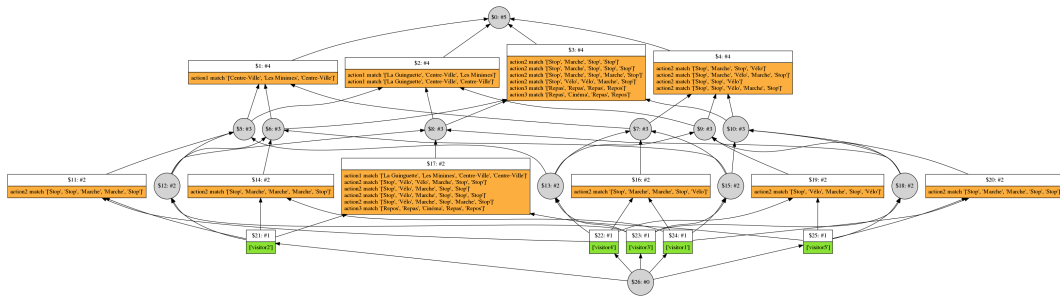 $0: #5
$1: #4
action1 match '['Centre-Ville', 'Les Minimes', 'Centre-Ville']'
$2: #4
action1 match '['La Guinguette', 'Centre-Ville', 'Les Minimes']'
action1 match '['La Guinguette', 'Centre-Ville', 'Centre-Ville']'
$3: #4
action2 match '['Stop', 'Marche', 'Stop', 'Stop']'
action2 match '['Stop', 'Marche', 'Stop', 'Stop', 'Stop']'
action2 match '['Stop', 'Marche', 'Stop', 'Marche', 'Stop']'
action2 match '['Stop', 'Vélo', 'Vélo', 'Marche', 'Stop']'
action3 match '['Repas', 'Repas', 'Repas', 'Repos']'
action3 match '['Repas', 'Cinéma', 'Repas', 'Repos']'
$4: #4
action2 match '['Stop', 'Marche', 'Stop', 'Vélo']'
action2 match '['Stop', 'Marche', 'Vélo', 'Marche', 'Stop']'
action2 match '['Stop', 'Stop', 'Vélo']'
action2 match '['Stop', 'Stop', 'Vélo', 'Marche', 'Stop']'
$5: #3
$6: #3
$8: #3
$7: #3
$9: #3
$10: #3
$11: #2
action2 match '['Stop', 'Stop', 'Marche', 'Marche', 'Stop']'
$12: #2
$14: #2
action2 match '['Stop', 'Marche', 'Marche', 'Marche', 'Stop']'
$17: #2
action1 match '['La Guinguette', 'Les Minimes', 'Centre-Ville', 'Centre-Ville']'
action2 match '['Stop', 'Vélo', 'Vélo', 'Marche', 'Stop', 'Stop']'
action2 match '['Stop', 'Vélo', 'Marche', 'Stop', 'Stop']'
action2 match '['Stop', 'Marche', 'Marche', 'Stop', 'Stop']'
action2 match '['Stop', 'Vélo', 'Marche', 'Stop', 'Marche', 'Stop']'
action3 match '['Repas', 'Repas', 'Cinéma', 'Repas', 'Repos']'
$13: #2
$16: #2
action2 match '['Stop', 'Marche', 'Marche', 'Stop', 'Vélo']'
$15: #2
$19: #2
action2 match '['Stop', 'Vélo', 'Marche', 'Stop', 'Vélo']'
$18: #2
$20: #2
action2 match '['Stop', 'Marche', 'Marche', 'Stop', 'Stop']'
$21: #1
['visitor2']
$22: #1
['visitor4']
$23: #1
['visitor3']
$24: #1
['visitor1']
$25: #1
['visitor5']
$26: #0